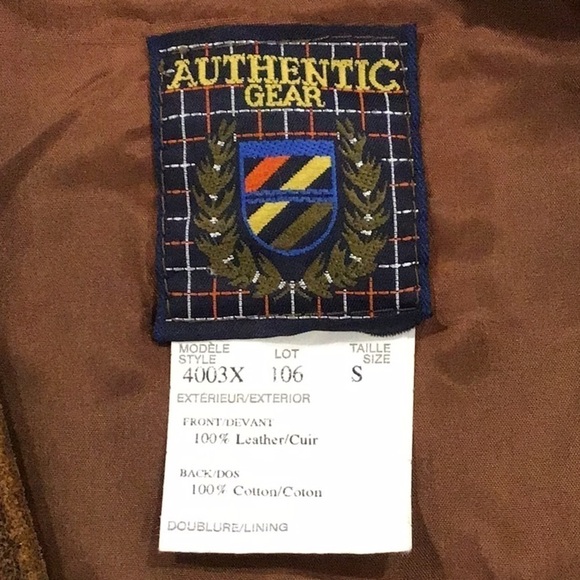 AUTHENTIC
GEAR
MODÈLE LOT TAILLE
STYLE SIZE
4003X 106 S
EXTÉRIEUR/EXTERIOR
FRONT/DEVANT
100% Leather/Cuir
BACK/DOS
100% Cotton/Coton
DOUBLURE/LINING